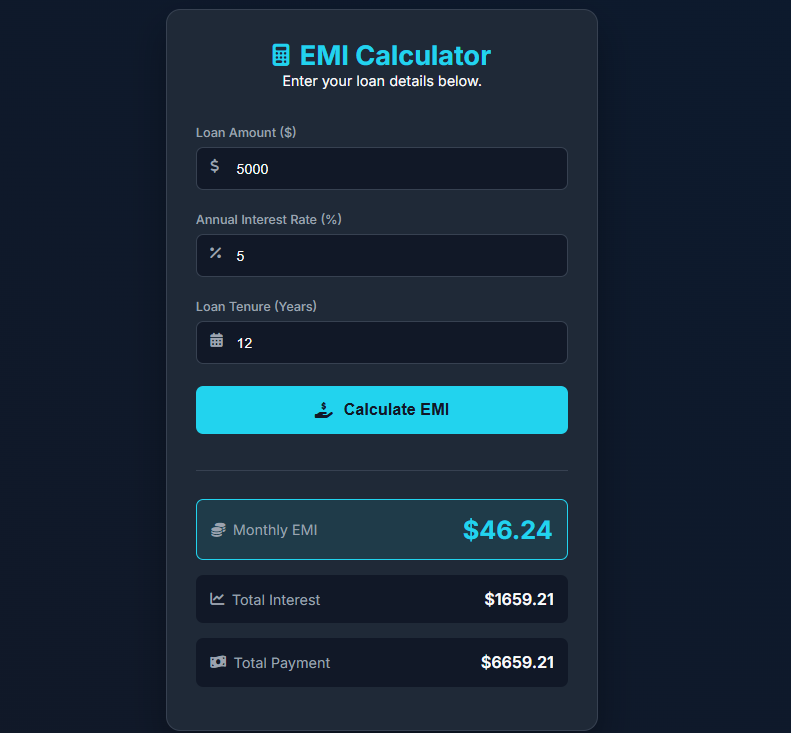 EMI Calculator
Enter your loan details below.
Loan Amount ($)
$ 5000
Annual Interest Rate (%)
% 5
Loan Tenure (Years)
12
Calculate EMI
Monthly EMI $46.24
Total Interest $1659.21
Total Payment $6659.21